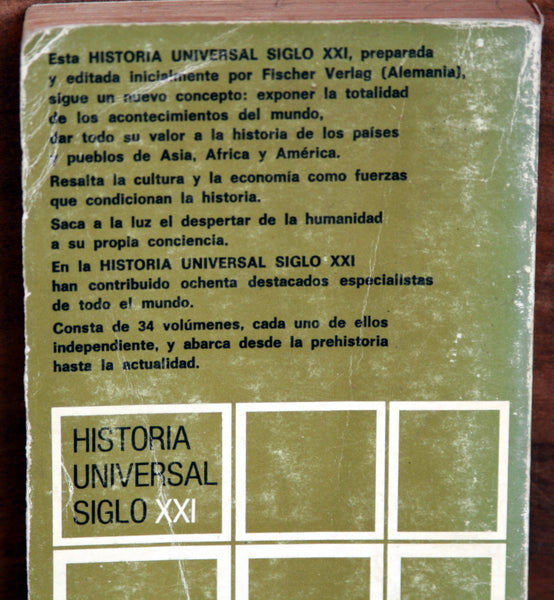 Esta HISTORIA UNIVERSAL SIGLO XXI, preparada
y editada inicialmente por Fischer Verlag (Alemania),
sigue un nuevo concepto: exponer la totalidad
de los acontecimientos del mundo,
dar todo su valor a la historia de los países
y pueblos de Asia, Africa y América.
Resalta la cultura y la economía como fuerzas
que condicionan la historia.
Saca a la luz el despertar de la humanidad
a su propia conciencia.
En la HISTORIA UNIVERSAL SIGLO XXI
han contribuido ochenta destacados especialistas
de todo el mundo.
Consta de 34 volúmenes, cada uno de ellos
independiente, y abarca desde la prehistoria
hasta la actualidad.
HISTORIA
UNIVERSAL
SIGLO XXI